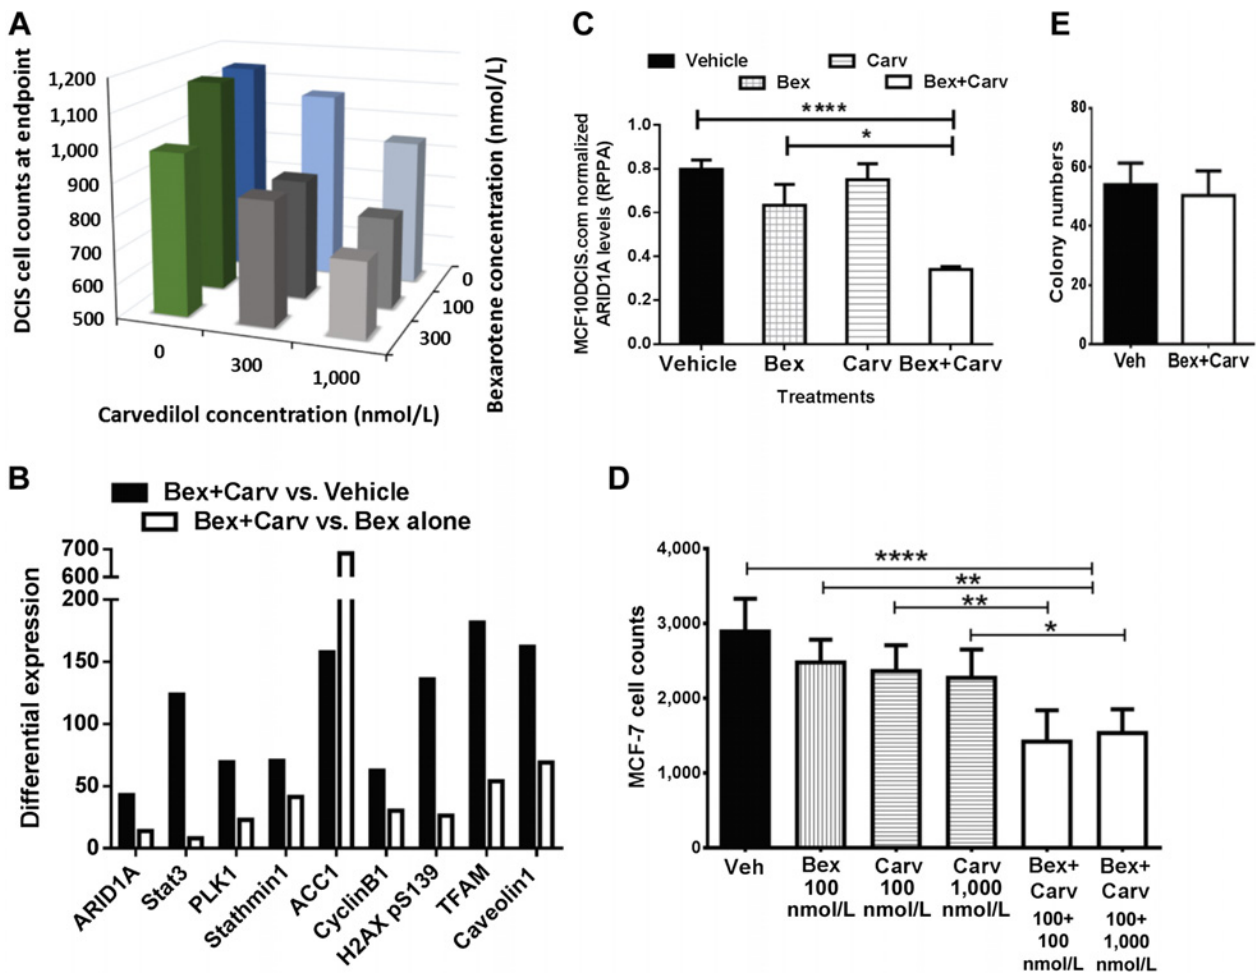 A
DCIS cell counts at endpoint
1,200
1,100
1,000
900
800
700
600
500
0
300
1,000
Carvedilol concentration (nmol/L)
0
100
300
Bexarotene concentration (nmol/L)
C
Vehicle
Carv
Bex
Bex+Carv
****
*
MCF10DCIS.com normalized
ARID1A levels (RPPA)
1.0
0.8
0.6
0.4
0.2
0.0
Vehicle Bex Carv Bex+Carv
Treatments
E
Colony numbers
80
60
40
20
0
Veh Bex+Carv
B
Bex+Carv vs. Vehicle
Bex+Carv vs. Bex alone
Differential expression
700
600
200
150
100
50
0
ARID1A
Stat3
PLK1
Stathmin1
ACC1
CyclinB1
H2AX pS139
TFAM
Caveolin1
D
MCF-7 cell counts
4,000
3,000
2,000
1,000
0
****
**
**
*
Veh Bex Carv Carv Bex+ Bex+
100 100 1,000 Carv Carv
nmol/L nmol/L nmol/L 100+ 100+
100 1,000
nmol/L nmol/L